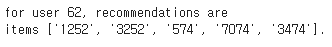 for user 62, recommendations are
items ['1252', '3252', '574', '7074', '3474'].